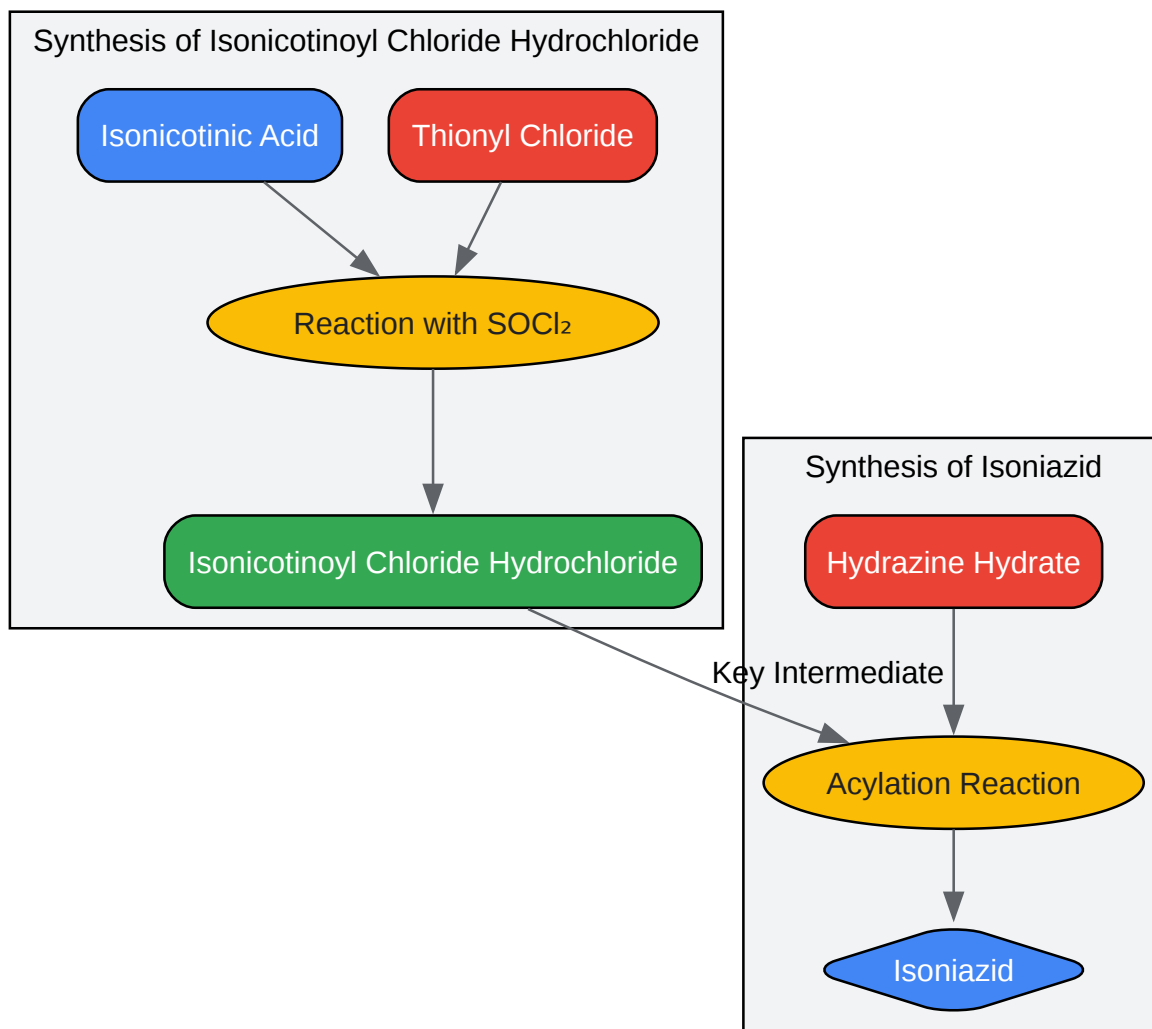 Synthesis of Isonicotinoyl Chloride Hydrochloride
Isonicotinic Acid
Thionyl Chloride
Reaction with SOCl₂
Isonicotinoyl Chloride Hydrochloride
Key Intermediate
Synthesis of Isoniazid
Hydrazine Hydrate
Acylation Reaction
Isoniazid